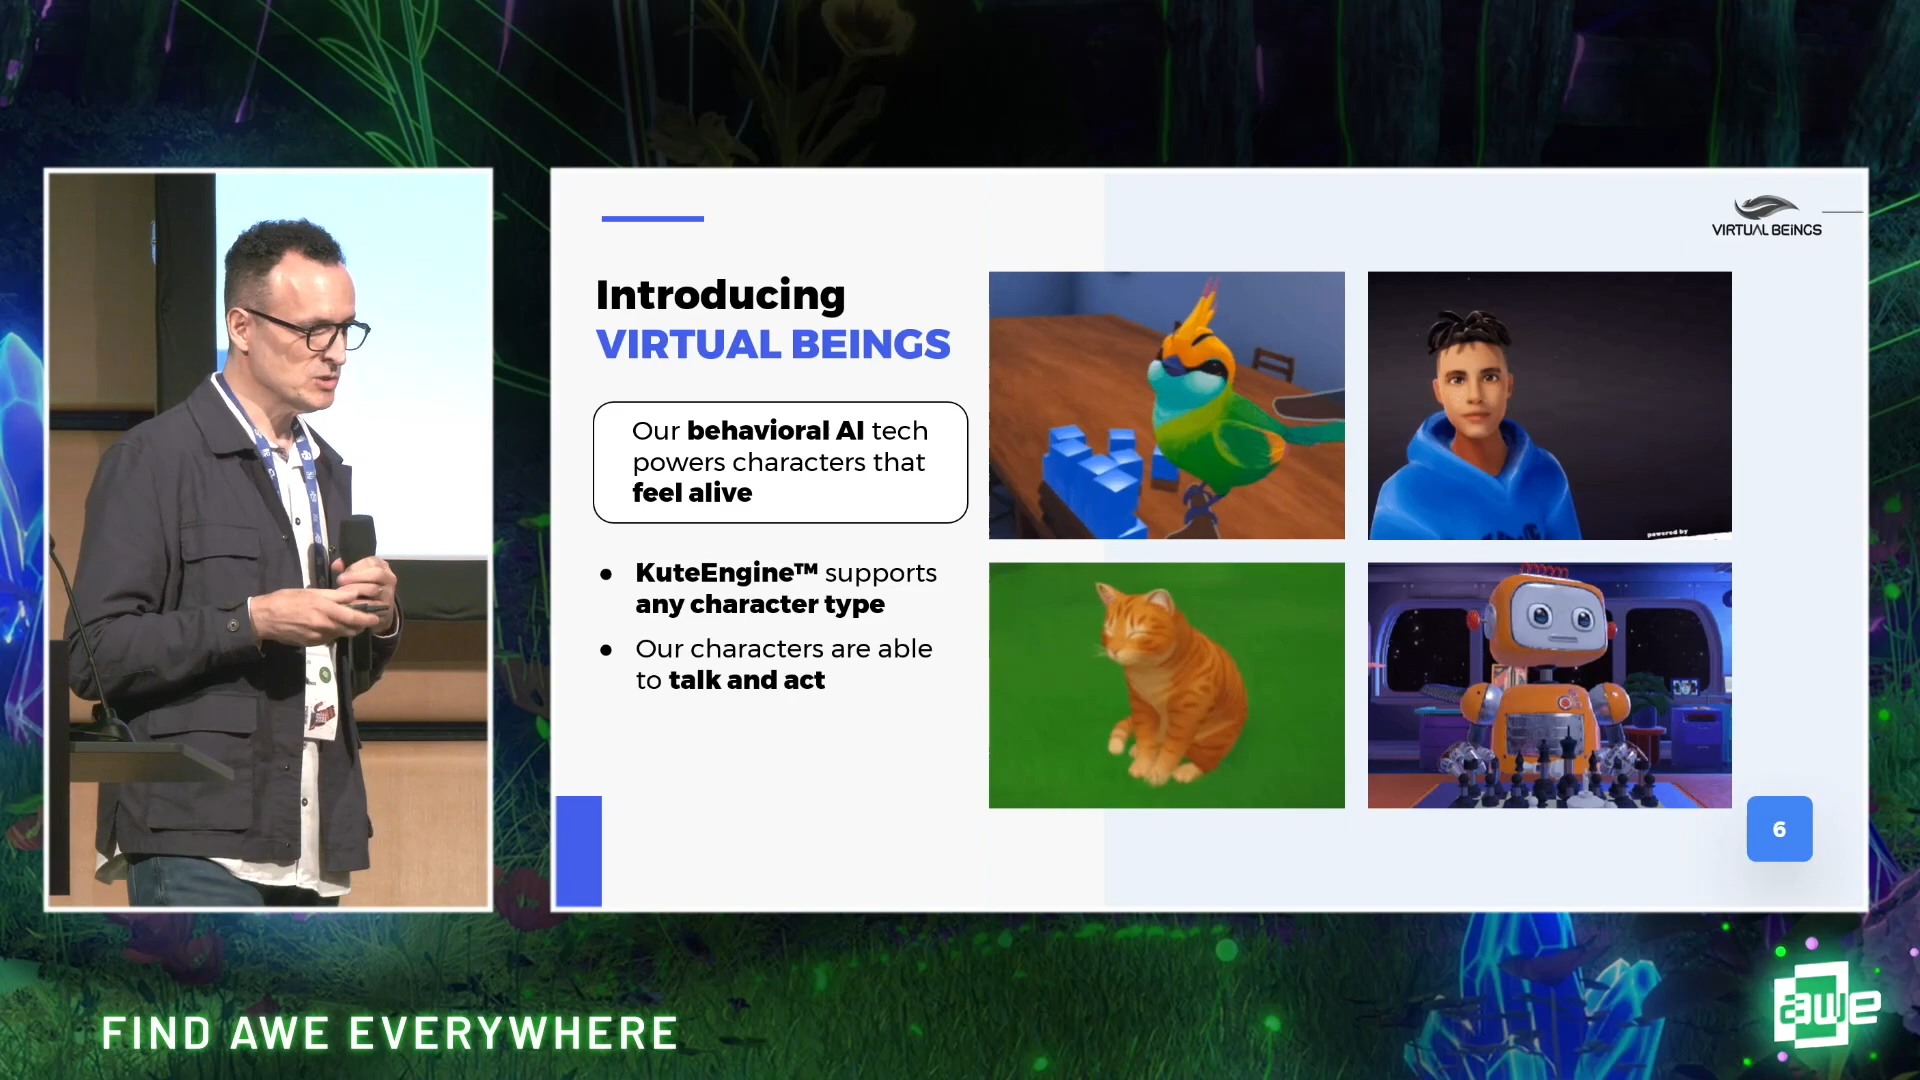 VIRTUAL BEiNGS
Introducing
VIRTUAL BEINGS
Our behavioral AI tech
powers characters that
feel alive
● KuteEngine™ supports
any character type
● Our characters are able
to talk and act
powered by
6
FIND AWE EVERYWHERE
awe